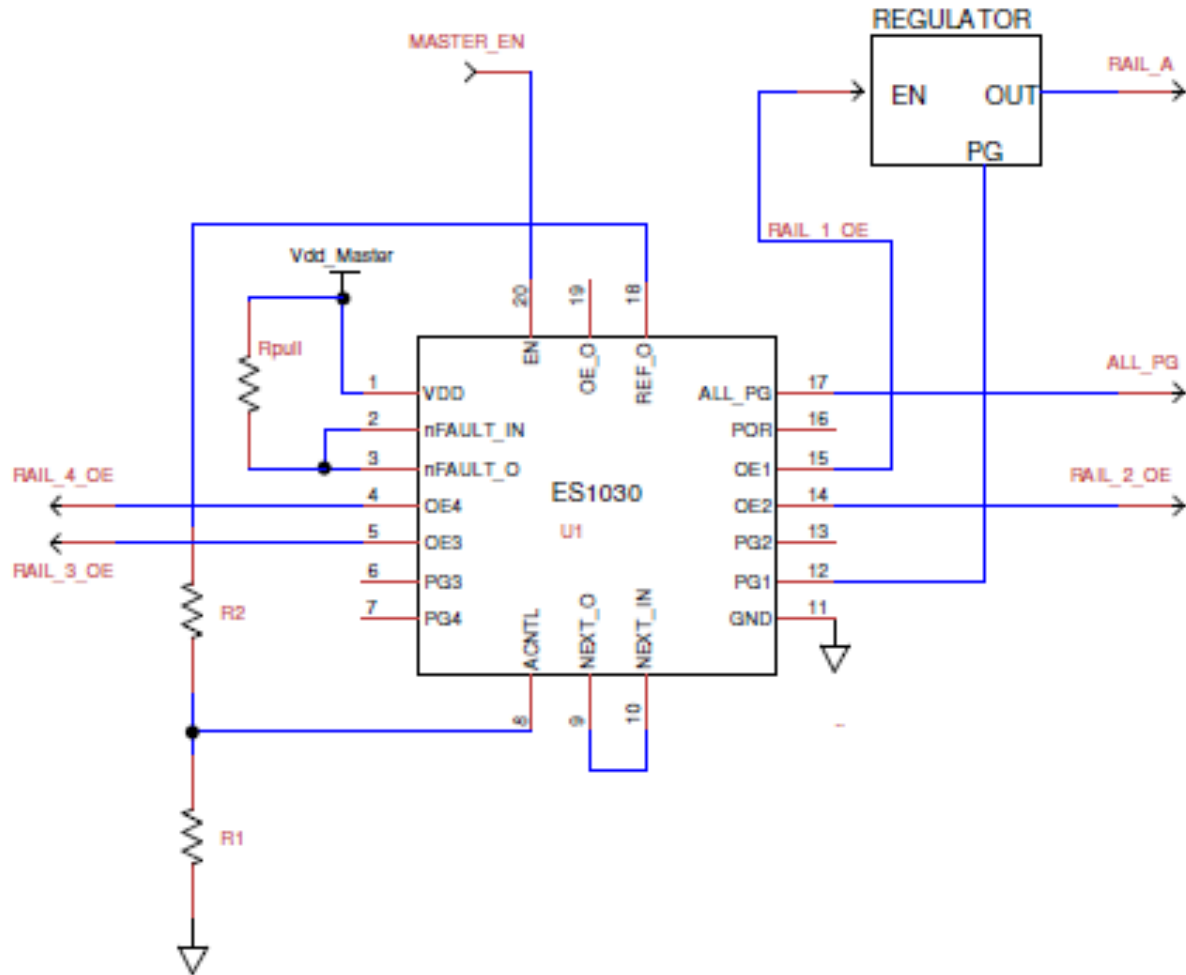 REGULATOR
MASTER_EN
RAIL_A
EN OUT
PG
RAIL_1_OE
Vdd_Master
20 19 18
Rpull
EN OE_O REF_O
ALL_PG
1 VDD ALL_PG 17
2 nFAULT_IN POR 16
3 nFAULT_O OE1 15
RAIL_4_OE
RAIL_2_OE
4 OE4 ES1030 OE2 14
5 OE3 U1 PG2 13
RAIL_3_OE
6 PG3 PG1 12
7 PG4 GND 11
R2
ACNTL NEXT_O NEXT_IN
8 9 10
R1